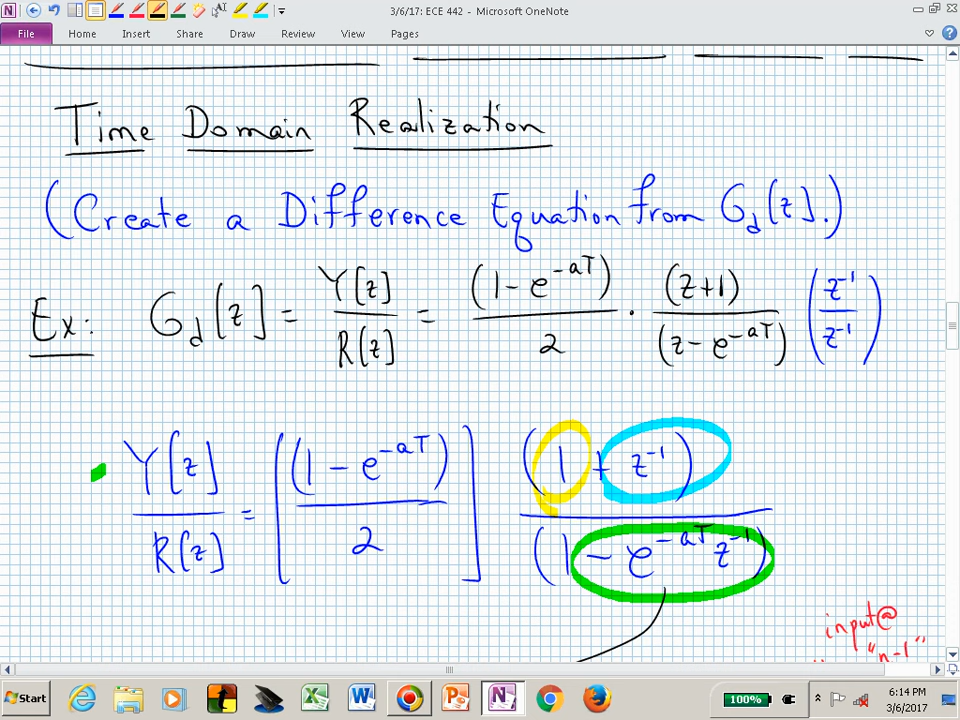 3/6/17: ECE 442 - Microsoft OneNote
File Home Insert Share Draw Review View Pages
Time Domain Realization
(Create a Difference Equation from G_d[z].)
Ex: G_d[z] = Y[z]/R[z] = (1-e^{-aT})/2 · (z+1)/(z-e^{-aT}) (z^{-1}/z^{-1})
Y[z]/R[z] = [(1-e^{-aT})/2] (1+z^{-1})/(1-e^{-aT}z^{-1})
input@
"n-1"
Start
100%
6:14 PM
3/6/2017